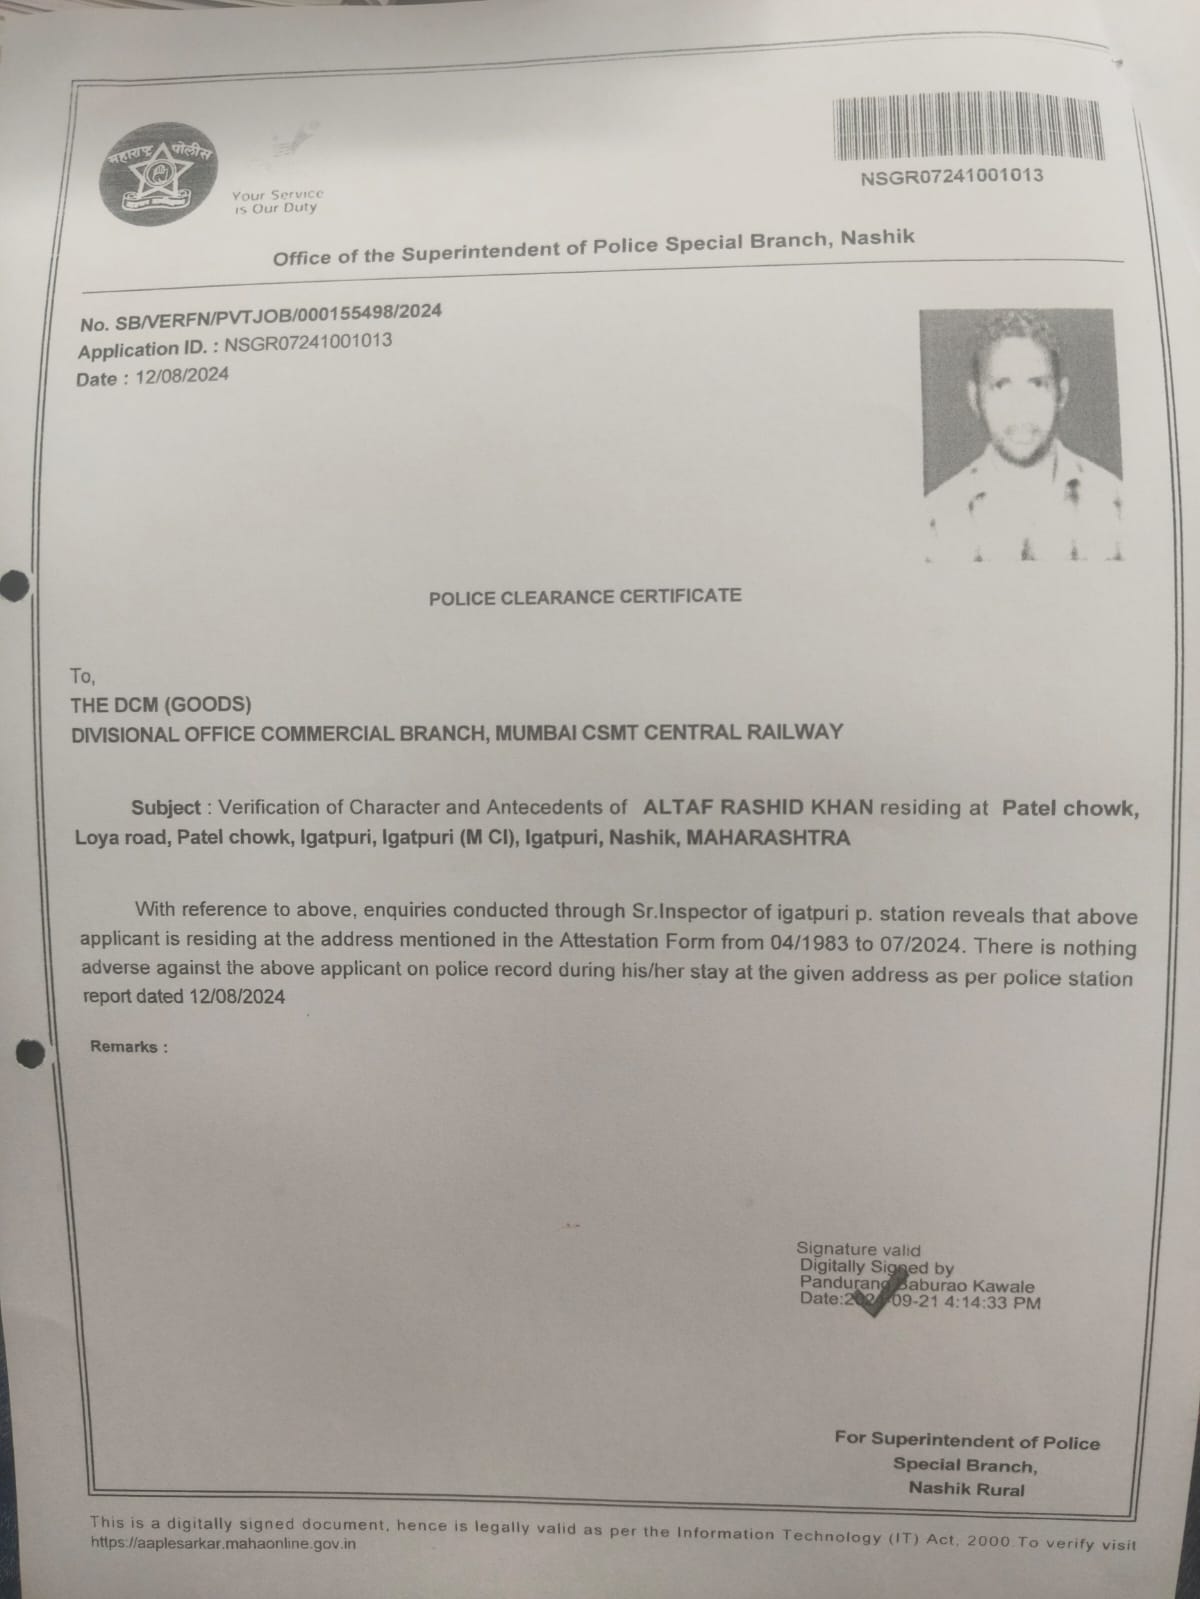 महाराष्ट्र पोलीस
Your Service
is Our Duty
NSGR07241001013
Office of the Superintendent of Police Special Branch, Nashik
No. SB/VERFN/PVTJOB/000155498/2024
Application ID. : NSGR07241001013
Date : 12/08/2024
POLICE CLEARANCE CERTIFICATE
To,
THE DCM (GOODS)
DIVISIONAL OFFICE COMMERCIAL BRANCH, MUMBAI CSMT CENTRAL RAILWAY
Subject : Verification of Character and Antecedents of ALTAF RASHID KHAN residing at Patel chowk,
Loya road, Patel chowk, Igatpuri, Igatpuri (M Cl), Igatpuri, Nashik, MAHARASHTRA
With reference to above, enquiries conducted through Sr.Inspector of igatpuri p. station reveals that above
applicant is residing at the address mentioned in the Attestation Form from 04/1983 to 07/2024. There is nothing
adverse against the above applicant on police record during his/her stay at the given address as per police station
report dated 12/08/2024
Remarks :
Signature valid
Digitally Signed by
Pandurang Baburao Kawale
Date:2024-09-21 4:14:33 PM
For Superintendent of Police
Special Branch,
Nashik Rural
This is a digitally signed document, hence is legally valid as per the Information Technology (IT) Act, 2000.To verify visit
https://aaplesarkar.mahaonline.gov.in